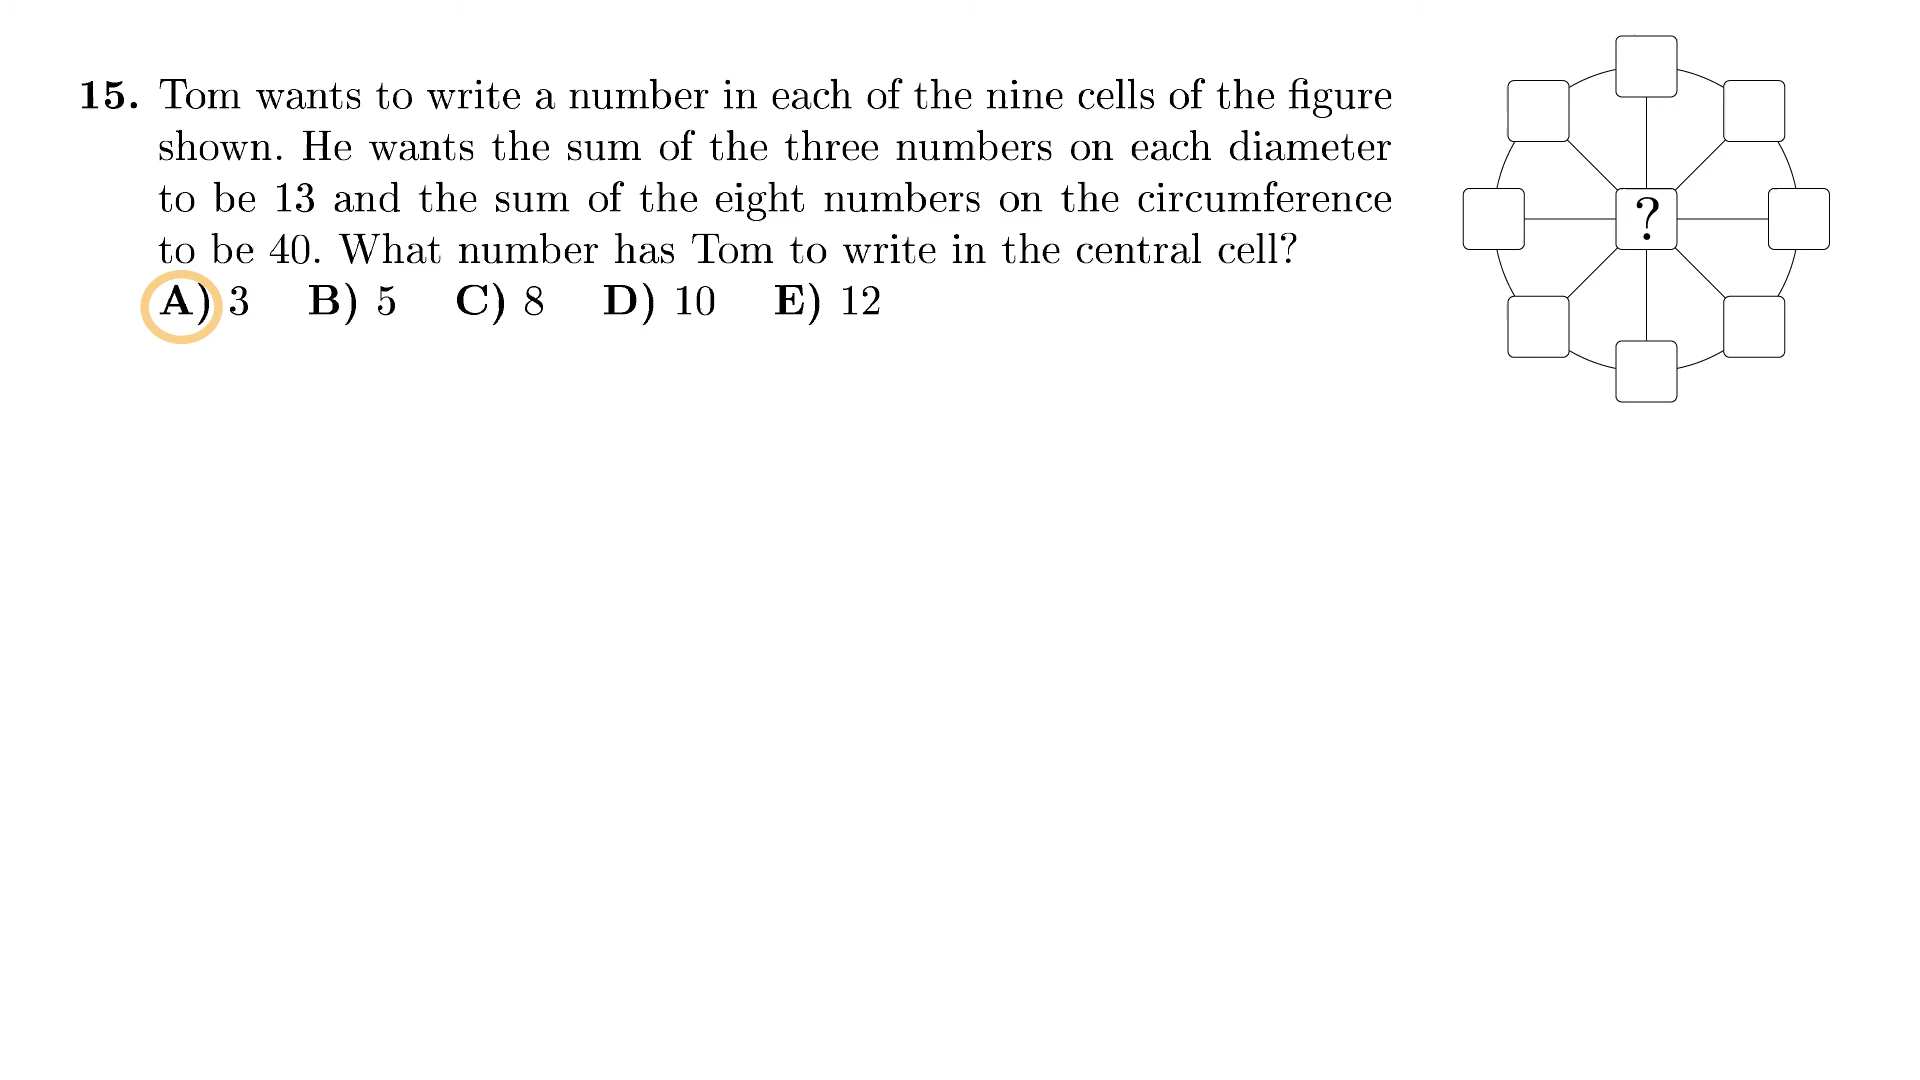 15. Tom wants to write a number in each of the nine cells of the figure
shown. He wants the sum of the three numbers on each diameter
to be 13 and the sum of the eight numbers on the circumference
to be 40. What number has Tom to write in the central cell?
A) 3 B) 5 C) 8 D) 10 E) 12
?